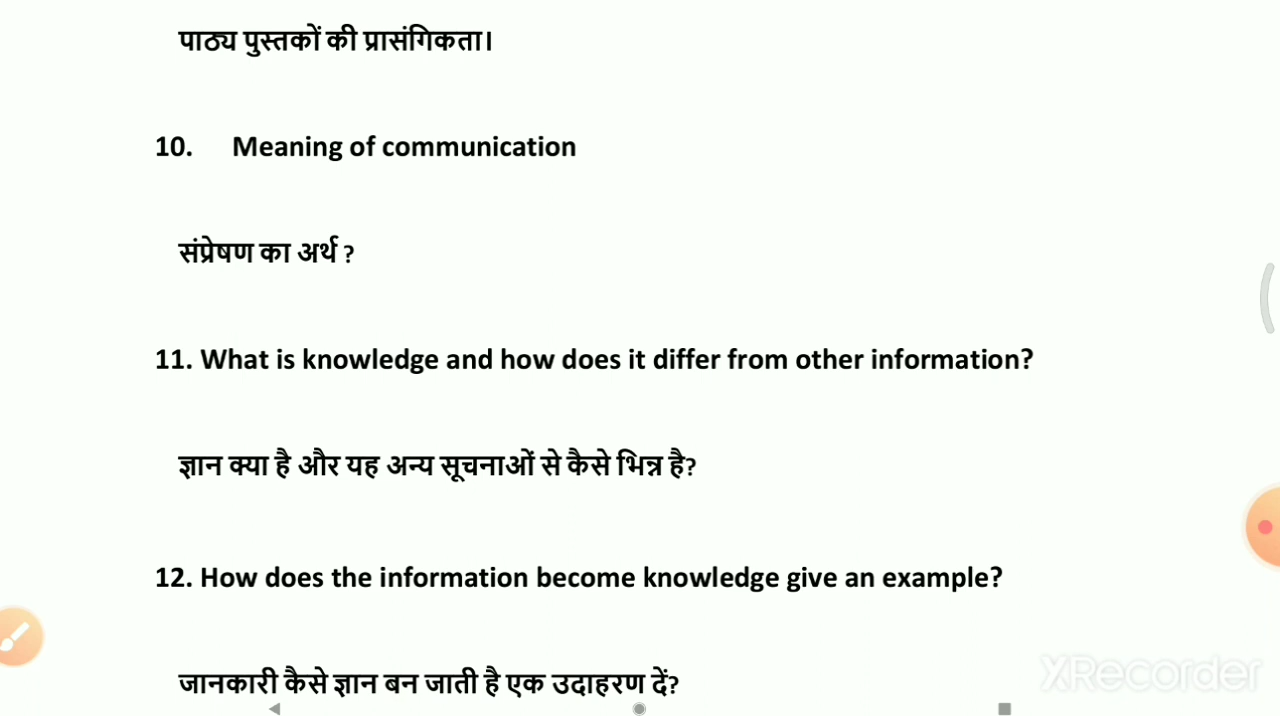 पाठ्य पुस्तकों की प्रासंगिकता।
10. Meaning of communication
संप्रेषण का अर्थ ?
11. What is knowledge and how does it differ from other information?
ज्ञान क्या है और यह अन्य सूचनाओं से कैसे भिन्न है?
12. How does the information become knowledge give an example?
जानकारी कैसे ज्ञान बन जाती है एक उदाहरण दें?
XRecorder